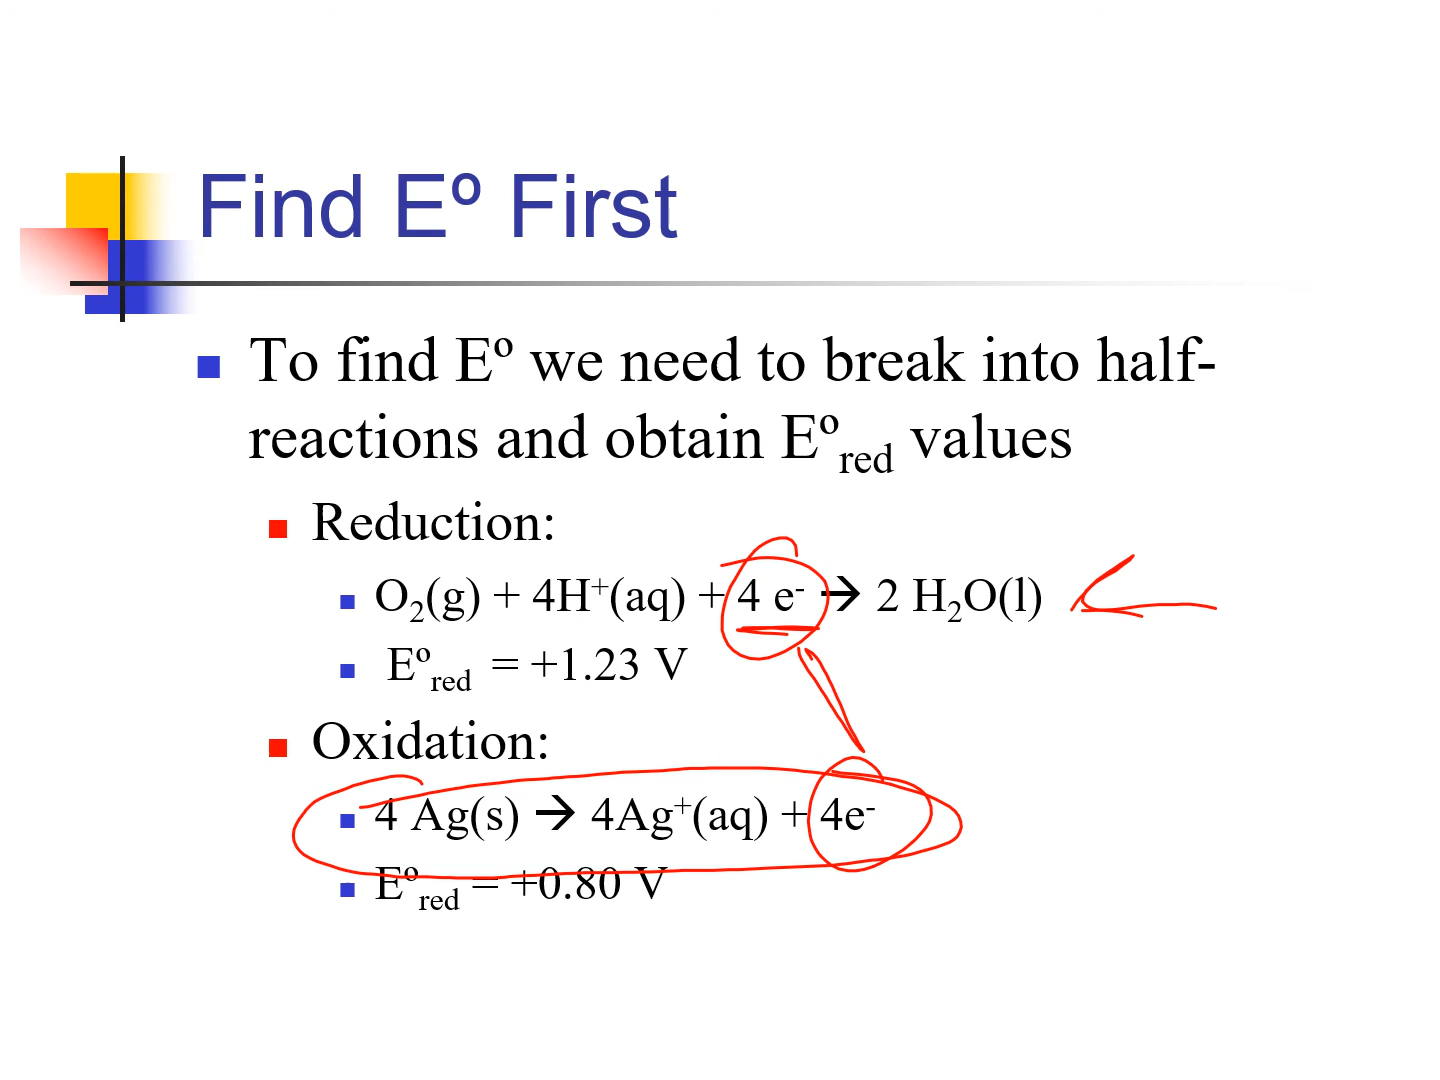 Find Eº First
To find Eº we need to break into half-
reactions and obtain Eºred values
Reduction:
O2(g) + 4H+(aq) + 4 e- → 2 H2O(l)
Eºred = +1.23 V
Oxidation:
4 Ag(s) → 4Ag+(aq) + 4e-
Eºred = +0.80 V